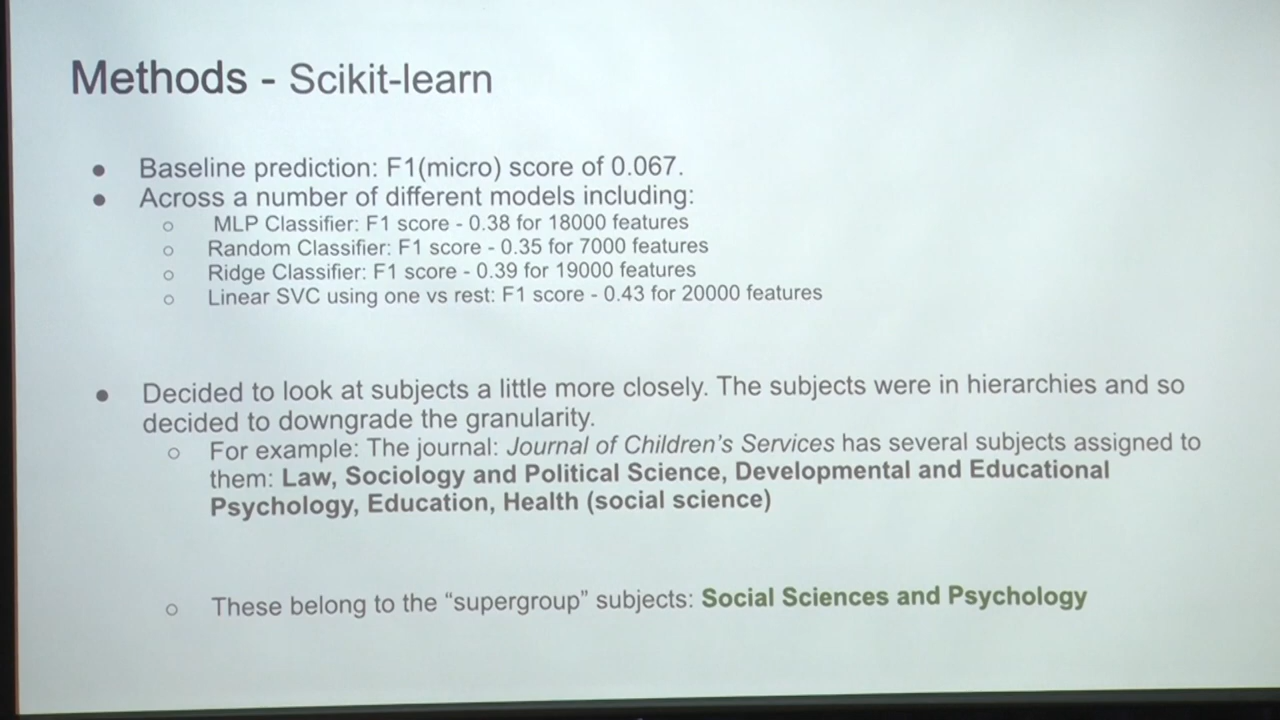 Methods - Scikit-learn
● Baseline prediction: F1(micro) score of 0.067.
● Across a number of different models including:
○ MLP Classifier: F1 score - 0.38 for 18000 features
○ Random Classifier: F1 score - 0.35 for 7000 features
○ Ridge Classifier: F1 score - 0.39 for 19000 features
○ Linear SVC using one vs rest: F1 score - 0.43 for 20000 features
● Decided to look at subjects a little more closely. The subjects were in hierarchies and so
decided to downgrade the granularity.
○ For example: The journal: Journal of Children's Services has several subjects assigned to
them: Law, Sociology and Political Science, Developmental and Educational
Psychology, Education, Health (social science)
○ These belong to the “supergroup” subjects: Social Sciences and Psychology